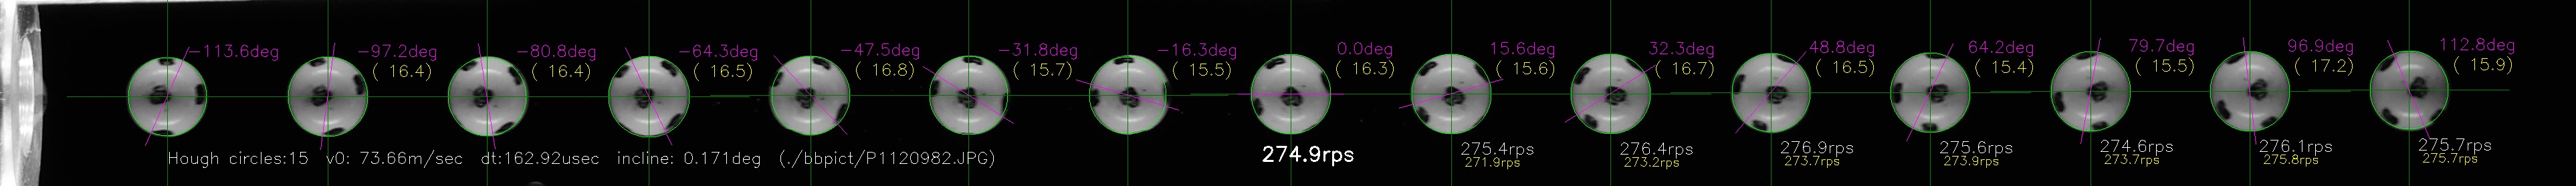 -113.6deg
-97.2deg
( 16.4)
-80.8deg
( 16.4)
-64.3deg
( 16.5)
-47.5deg
( 16.8)
-31.8deg
( 15.7)
-16.3deg
( 15.5)
0.0deg
( 16.3)
15.6deg
( 15.6)
32.3deg
( 16.7)
48.8deg
( 16.5)
64.2deg
( 15.4)
79.7deg
( 15.5)
96.9deg
( 17.2)
112.8deg
( 15.9)
Hough circles:15 v0: 73.66m/sec dt:162.92usec incline: 0.171deg (./bbpict/P1120982.JPG)
274.9rps
275.4rps
271.9rps
276.4rps
273.2rps
276.9rps
273.7rps
275.6rps
273.9rps
274.6rps
273.7rps
276.1rps
275.8rps
275.7rps
275.7rps